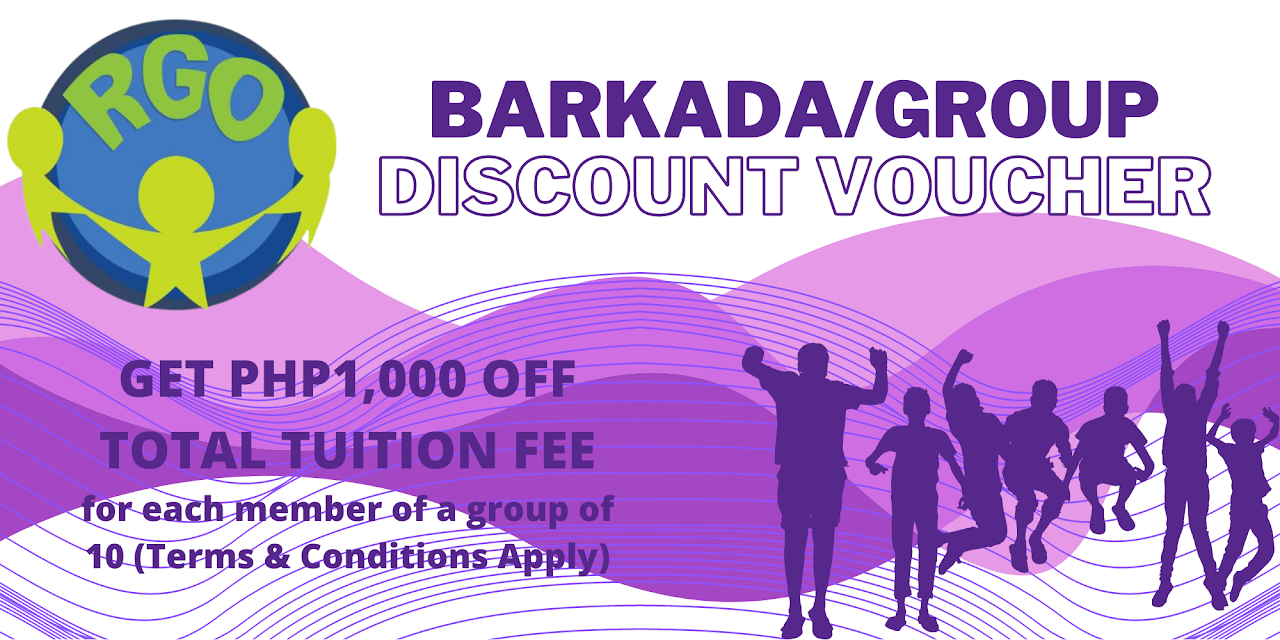 RGO
BARKADA/GROUP
DISCOUNT VOUCHER
GET PHP1,000 OFF
TOTAL TUITION FEE
for each member of a group of
10 (Terms & Conditions Apply)